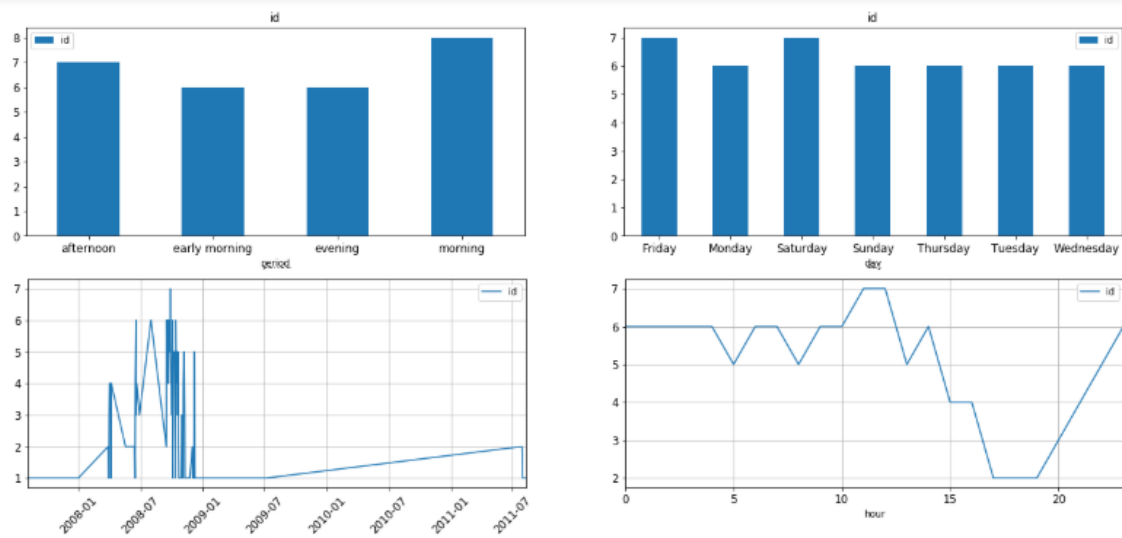 id
8
7
6
5
4
3
2
1
0
id
afternoon early morning evening morning
period
id
7
6
5
4
3
2
1
0
id
Friday Monday Saturday Sunday Thursday Tuesday Wednesday
day
7
6
5
4
3
2
1
id
2008-01 2008-07 2009-01 2009-07 2010-01 2010-07 2011-01 2011-07
7
6
5
4
3
2
id
0 5 10 15 20
hour